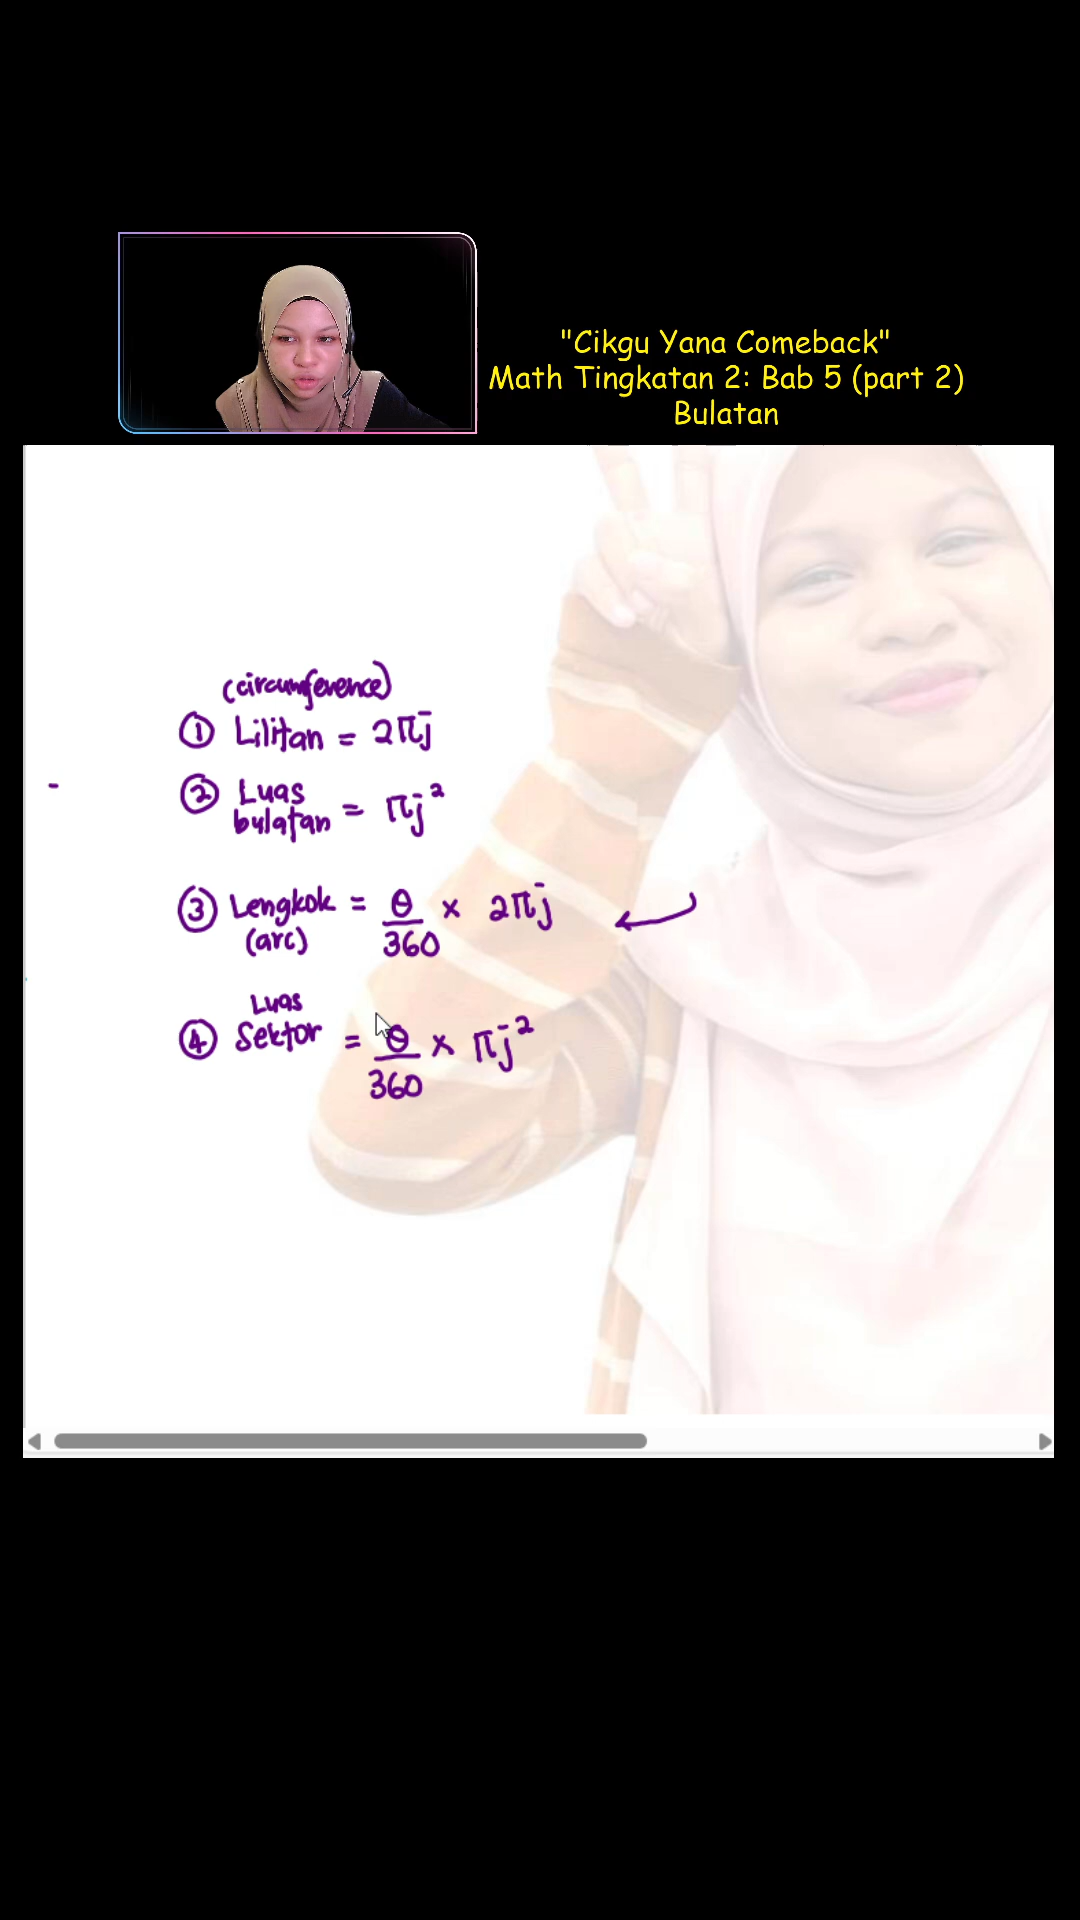 "Cikgu Yana Comeback"
Math Tingkatan 2: Bab 5 (part 2)
Bulatan
(circumference)
① Lilitan = 2πj
② Luas bulatan = πj²
③ Lengkok (arc) = θ/360 × 2πj
④ Luas Sektor = θ/360 × πj²